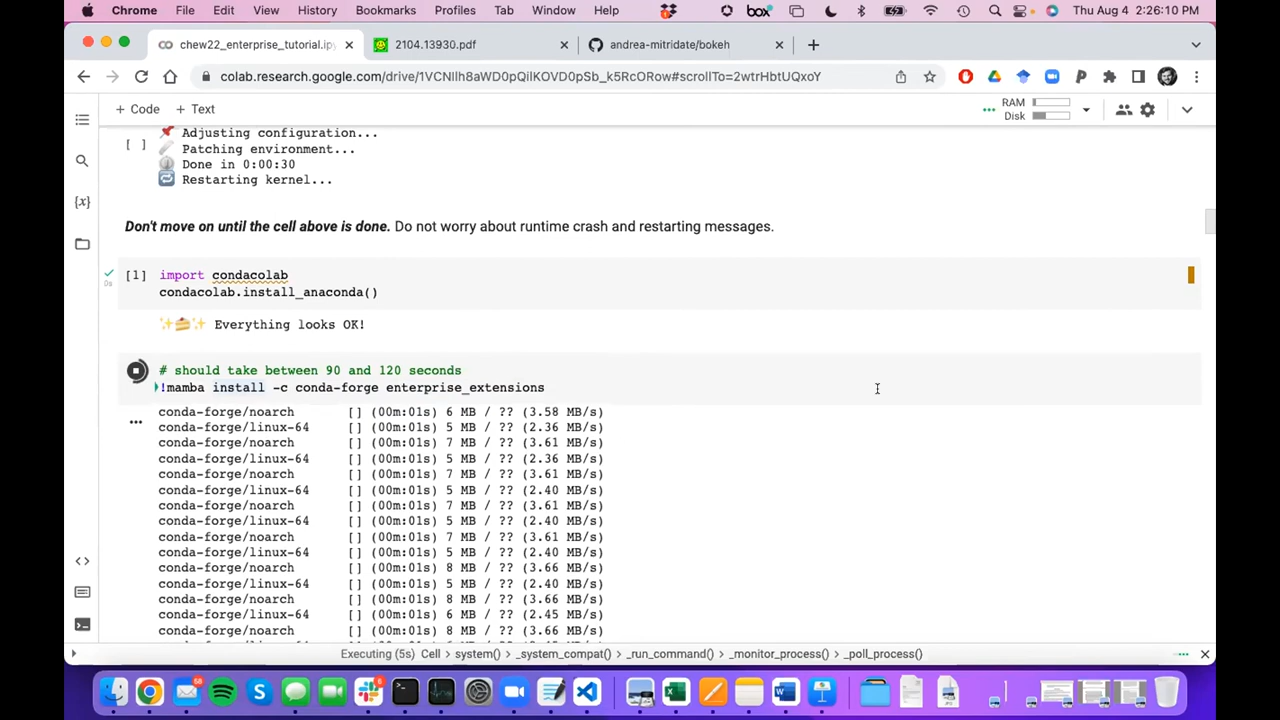 Chrome File Edit View History Bookmarks Profiles Tab Window Help box Thu Aug 4 2:26:10 PM
chew22_enterprise_tutorial.ipy 2104.13930.pdf andrea-mitridate/bokeh
colab.research.google.com/drive/1VCNIlh8aWD0pQilKOVD0pSb_k5RcORow#scrollTo=2wtrHbtUQxoY
+ Code + Text RAM Disk
Adjusting configuration...
[ ] Patching environment...
Done in 0:00:30
Restarting kernel...
Don't move on until the cell above is done. Do not worry about runtime crash and restarting messages.
[1] import condacolab
0s
condacolab.install_anaconda()
✨🍰✨ Everything looks OK!
# should take between 90 and 120 seconds
!mamba install -c conda-forge enterprise_extensions
conda-forge/noarch [] (00m:01s) 6 MB / ?? (3.58 MB/s)
conda-forge/linux-64 [] (00m:01s) 5 MB / ?? (2.36 MB/s)
conda-forge/noarch [] (00m:01s) 7 MB / ?? (3.61 MB/s)
conda-forge/linux-64 [] (00m:01s) 5 MB / ?? (2.36 MB/s)
conda-forge/noarch [] (00m:01s) 7 MB / ?? (3.61 MB/s)
conda-forge/linux-64 [] (00m:01s) 5 MB / ?? (2.40 MB/s)
conda-forge/noarch [] (00m:01s) 7 MB / ?? (3.61 MB/s)
conda-forge/linux-64 [] (00m:01s) 5 MB / ?? (2.40 MB/s)
conda-forge/noarch [] (00m:01s) 7 MB / ?? (3.61 MB/s)
conda-forge/linux-64 [] (00m:01s) 5 MB / ?? (2.40 MB/s)
conda-forge/noarch [] (00m:01s) 8 MB / ?? (3.66 MB/s)
conda-forge/linux-64 [] (00m:01s) 5 MB / ?? (2.40 MB/s)
conda-forge/noarch [] (00m:01s) 8 MB / ?? (3.66 MB/s)
conda-forge/linux-64 [] (00m:01s) 6 MB / ?? (2.45 MB/s)
conda-forge/noarch [] (00m:01s) 8 MB / ?? (3.66 MB/s)
Executing (5s) Cell > system() > _system_compat() > _run_command() > _monitor_process() > _poll_process()